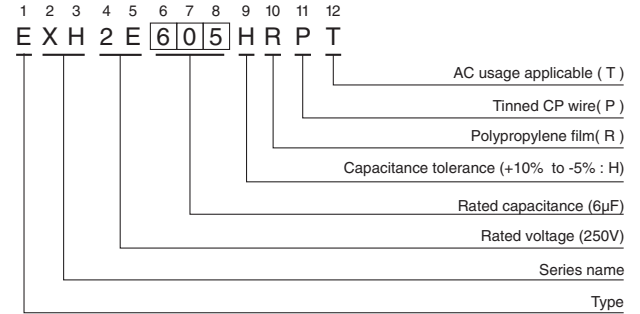 1 2 3 4 5 6 7 8 9 10 11 12
E X H 2 E 6 0 5 H R P T
AC usage applicable ( T )
Tinned CP wire( P )
Polypropylene film( R )
Capacitance tolerance (+10% to -5% : H)
Rated capacitance (6µF)
Rated voltage (250V)
Series name
Type